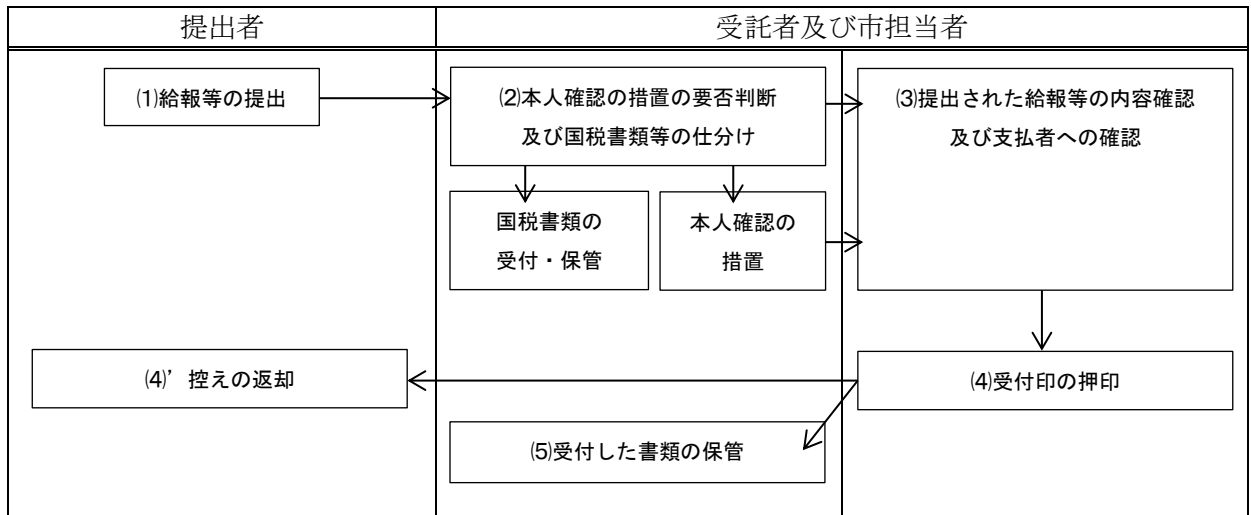 提出者
受託者及び市担当者
⑴給報等の提出
⑵本人確認の措置の要否判断
及び国税書類等の仕分け
⑶提出された給報等の内容確認
及び支払者への確認
国税書類の
受付・保管
本人確認の
措置
⑷’控えの返却
⑷受付印の押印
⑸受付した書類の保管